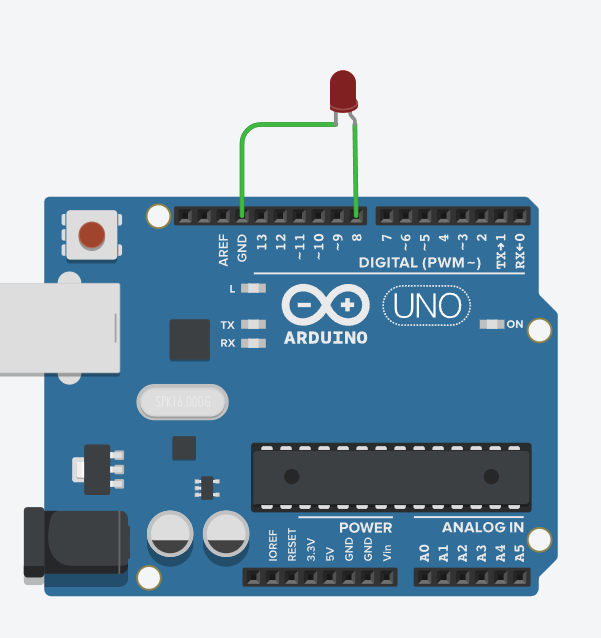 AREF
GND
13
12
~11
~10
~9
8
7
~6
~5
4
~3
2
TX→1
RX←0
DIGITAL (PWM~)
L
TX
RX
UNO
ON
ARDUINO
SPK16.000G
POWER
ANALOG IN
IOREF
RESET
3.3V
5V
GND
GND
Vin
A0
A1
A2
A3
A4
A5